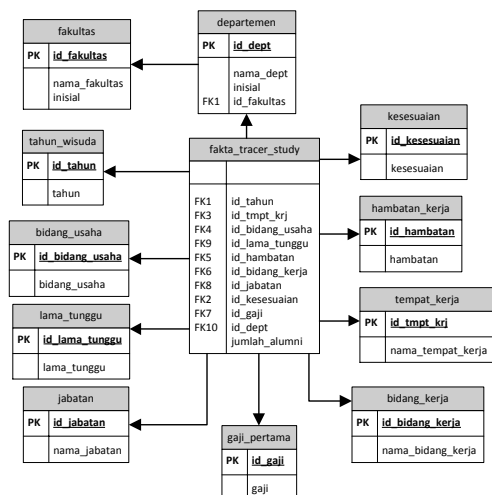 fakultas
PK id_fakultas
nama_fakultas
inisial
departemen
PK id_dept
nama_dept
inisial
FK1 id_fakultas
tahun_wisuda
PK id_tahun
tahun
fakta_tracer_study
FK1 id_tahun
FK3 id_tmpt_krj
FK4 id_bidang_usaha
FK9 id_lama_tunggu
FK5 id_hambatan
FK6 id_bidang_kerja
FK8 id_jabatan
FK2 id_kesesuaian
FK7 id_gaji
FK10 id_dept
jumlah_alumni
kesesuaian
PK id_kesesuaian
kesesuaian
hambatan_kerja
PK id_hambatan
hambatan
bidang_usaha
PK id_bidang_usaha
bidang_usaha
tempat_kerja
PK id_tmpt_krj
nama_tempat_kerja
lama_tunggu
PK id_lama_tunggu
lama_tunggu
jabatan
PK id_jabatan
nama_jabatan
gaji_pertama
PK id_gaji
gaji
bidang_kerja
PK id_bidang_kerja
nama_bidang_kerja